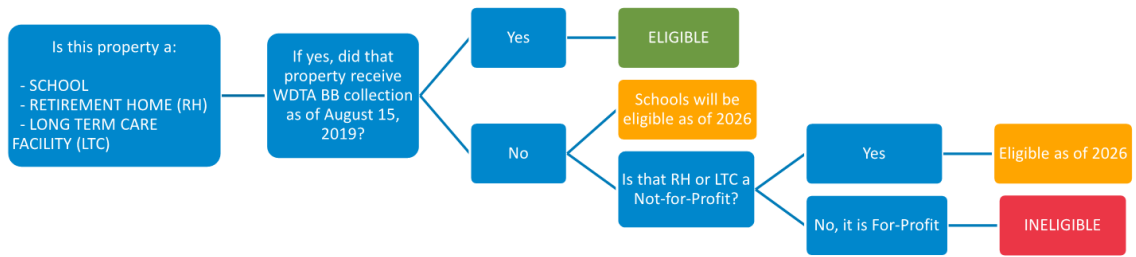 Is this property a:
- SCHOOL
- RETIREMENT HOME (RH)
- LONG TERM CARE
FACILITY (LTC)
If yes, did that
property receive
WDTA BB collection
as of August 15,
2019?
Yes
ELIGIBLE
No
Schools will be
eligible as of 2026
Is that RH or LTC a
Not-for-Profit?
Yes
Eligible as of 2026
No, it is For-Profit
INELIGIBLE